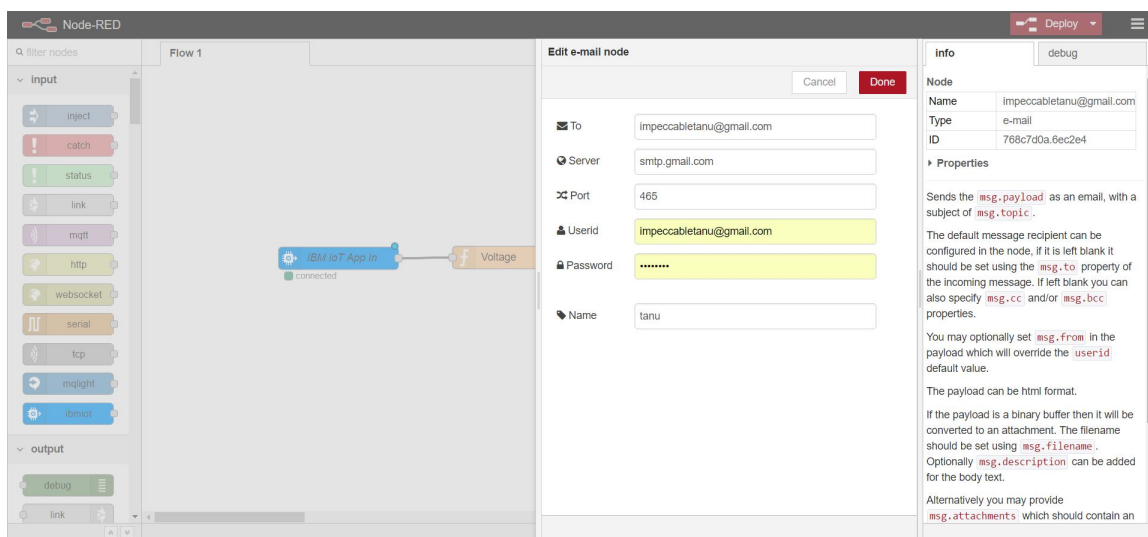 Node-RED
Deploy
filter nodes
input
inject
catch
status
link
mqtt
http
websocket
serial
tcp
mqlight
ibmiot
output
debug
link
Flow 1
IBM IoT App In
connected
Voltage
Edit e-mail node
Cancel
Done
To
impeccabletanu@gmail.com
Server
smtp.gmail.com
Port
465
Userid
impeccabletanu@gmail.com
Password
••••••••
Name
tanu
info
debug
Node
Name
impeccabletanu@gmail.com
Type
e-mail
ID
768c7d0a.6ec2e4
Properties
Sends the msg.payload as an email, with a
subject of msg.topic.
The default message recipient can be
configured in the node, if it is left blank it
should be set using the msg.to property of
the incoming message. If left blank you can
also specify msg.cc and/or msg.bcc
properties.
You may optionally set msg.from in the
payload which will override the userid
default value.
The payload can be html format.
If the payload is a binary buffer then it will be
converted to an attachment. The filename
should be set using msg.filename.
Optionally msg.description can be added
for the body text.
Alternatively you may provide
msg.attachments which should contain an